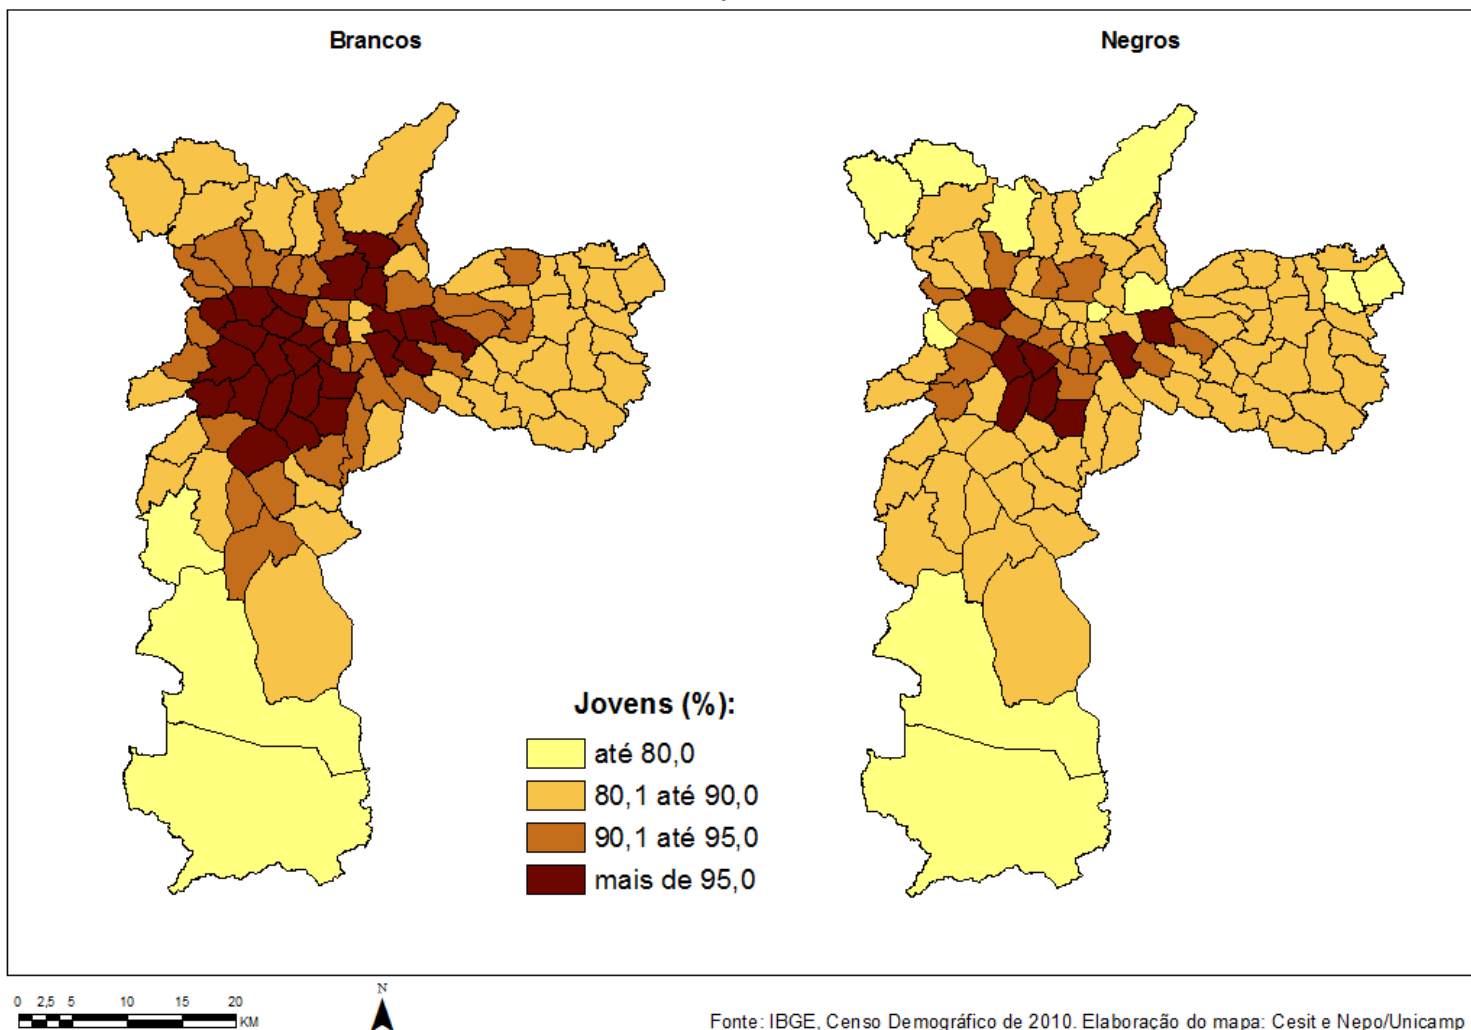 Brancos
Negros
Jovens (%):
até 80,0
80,1 até 90,0
90,1 até 95,0
mais de 95,0
0 2,5 5 10 15 20
KM
N
Fonte: IBGE, Censo Demográfico de 2010. Elaboração do mapa: Cesit e Nepo/Unicamp